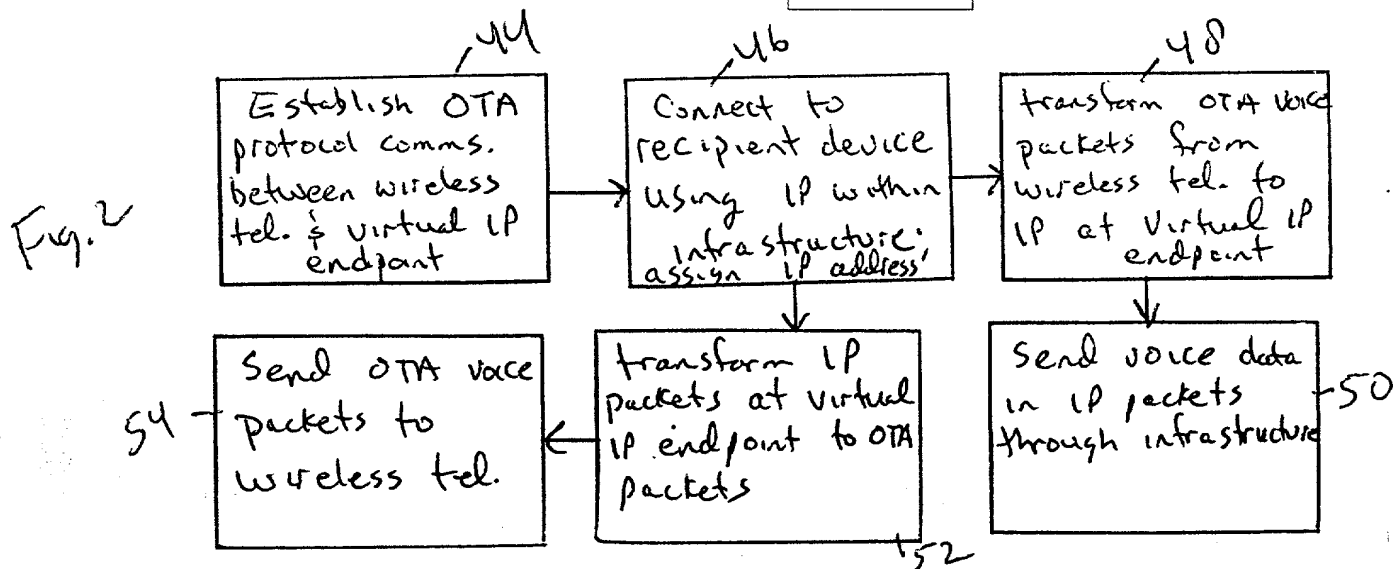 44
Establish OTA
protocol comms.
between wireless
tel. & virtual IP
endpoint
46
Connect to
recipient device
using IP within
infrastructure;
assign IP address
48
transform OTA voice
packets from
wireless tel. to
IP at virtual IP
endpoint
Fig. 2
54
Send OTA voice
packets to
wireless tel.
transform IP
packets at virtual
IP endpoint to OTA
packets
52
Send voice data
in IP packets
through infrastructure
50